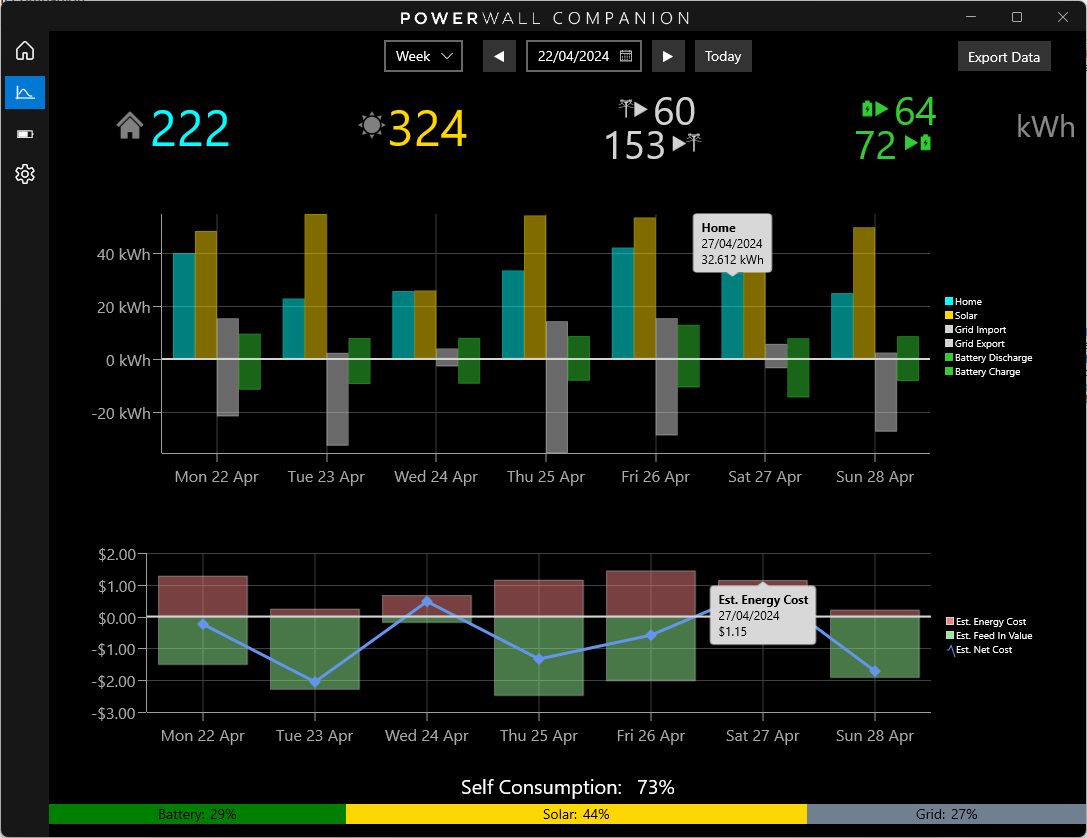 POWERWALL COMPANION
Week 22/04/2024 Today Export Data
222 324 60 64 kWh
153 72
40 kWh
20 kWh
0 kWh
-20 kWh
Home
27/04/2024
32.612 kWh
Home
Solar
Grid Import
Grid Export
Battery Discharge
Battery Charge
Mon 22 Apr Tue 23 Apr Wed 24 Apr Thu 25 Apr Fri 26 Apr Sat 27 Apr Sun 28 Apr
$2.00
$1.00
$0.00
-$1.00
-$2.00
-$3.00
Est. Energy Cost
27/04/2024
$1.15
Est. Energy Cost
Est. Feed In Value
Est. Net Cost
Mon 22 Apr Tue 23 Apr Wed 24 Apr Thu 25 Apr Fri 26 Apr Sat 27 Apr Sun 28 Apr
Self Consumption: 73%
Battery: 29% Solar: 44% Grid: 27%